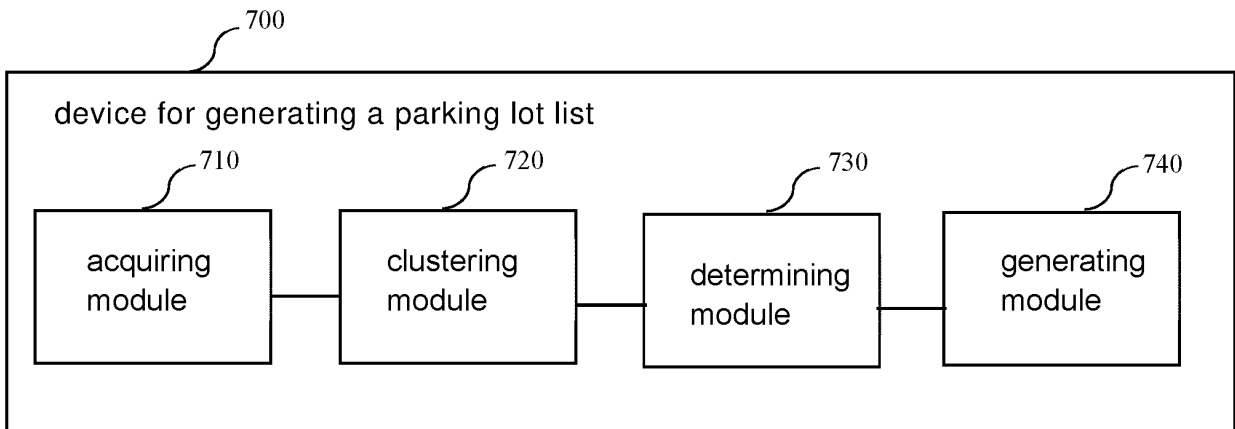 700
device for generating a parking lot list
710
720
730
740
acquiring
module
clustering
module
determining
module
generating
module